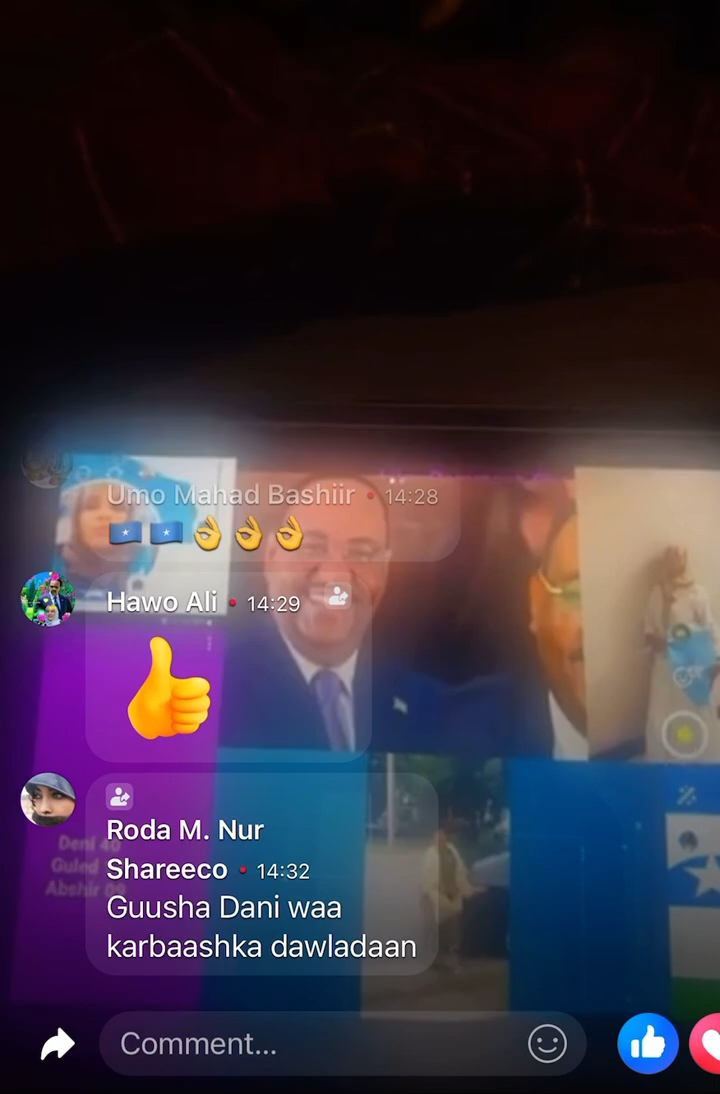 Umo Mahad Bashiir • 14:28
🇸🇴🇸🇴👌👌👌
Hawo Ali • 14:29
👍
Roda M. Nur
Shareeco • 14:32
Guusha Dani waa
karbaashka dawladaan
Deni 40
Guled
Abshir 09
Comment...